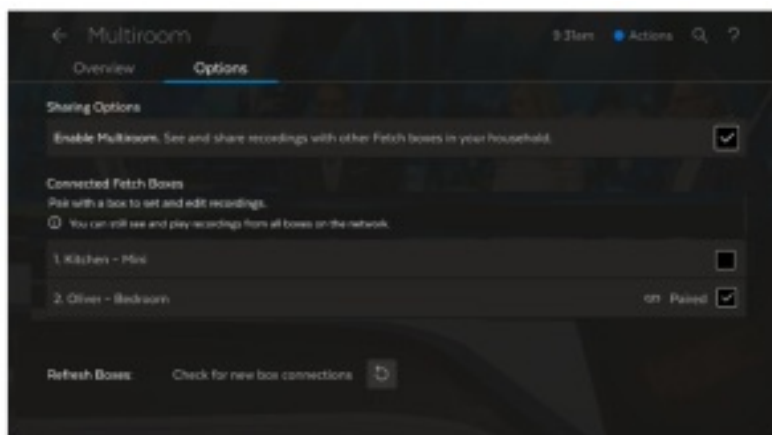 ← Multiroom
9:31am Actions ?
Overview Options
Sharing Options
Enable Multiroom. See and share recordings with other Fetch boxes in your household.
Connected Fetch Boxes
Pair with a box to set and edit recordings.
You can still see and play recordings from all boxes on the network.
1. Kitchen - Mini
2. Oliver - Bedroom Paired
Refresh Boxes: Check for new box connections